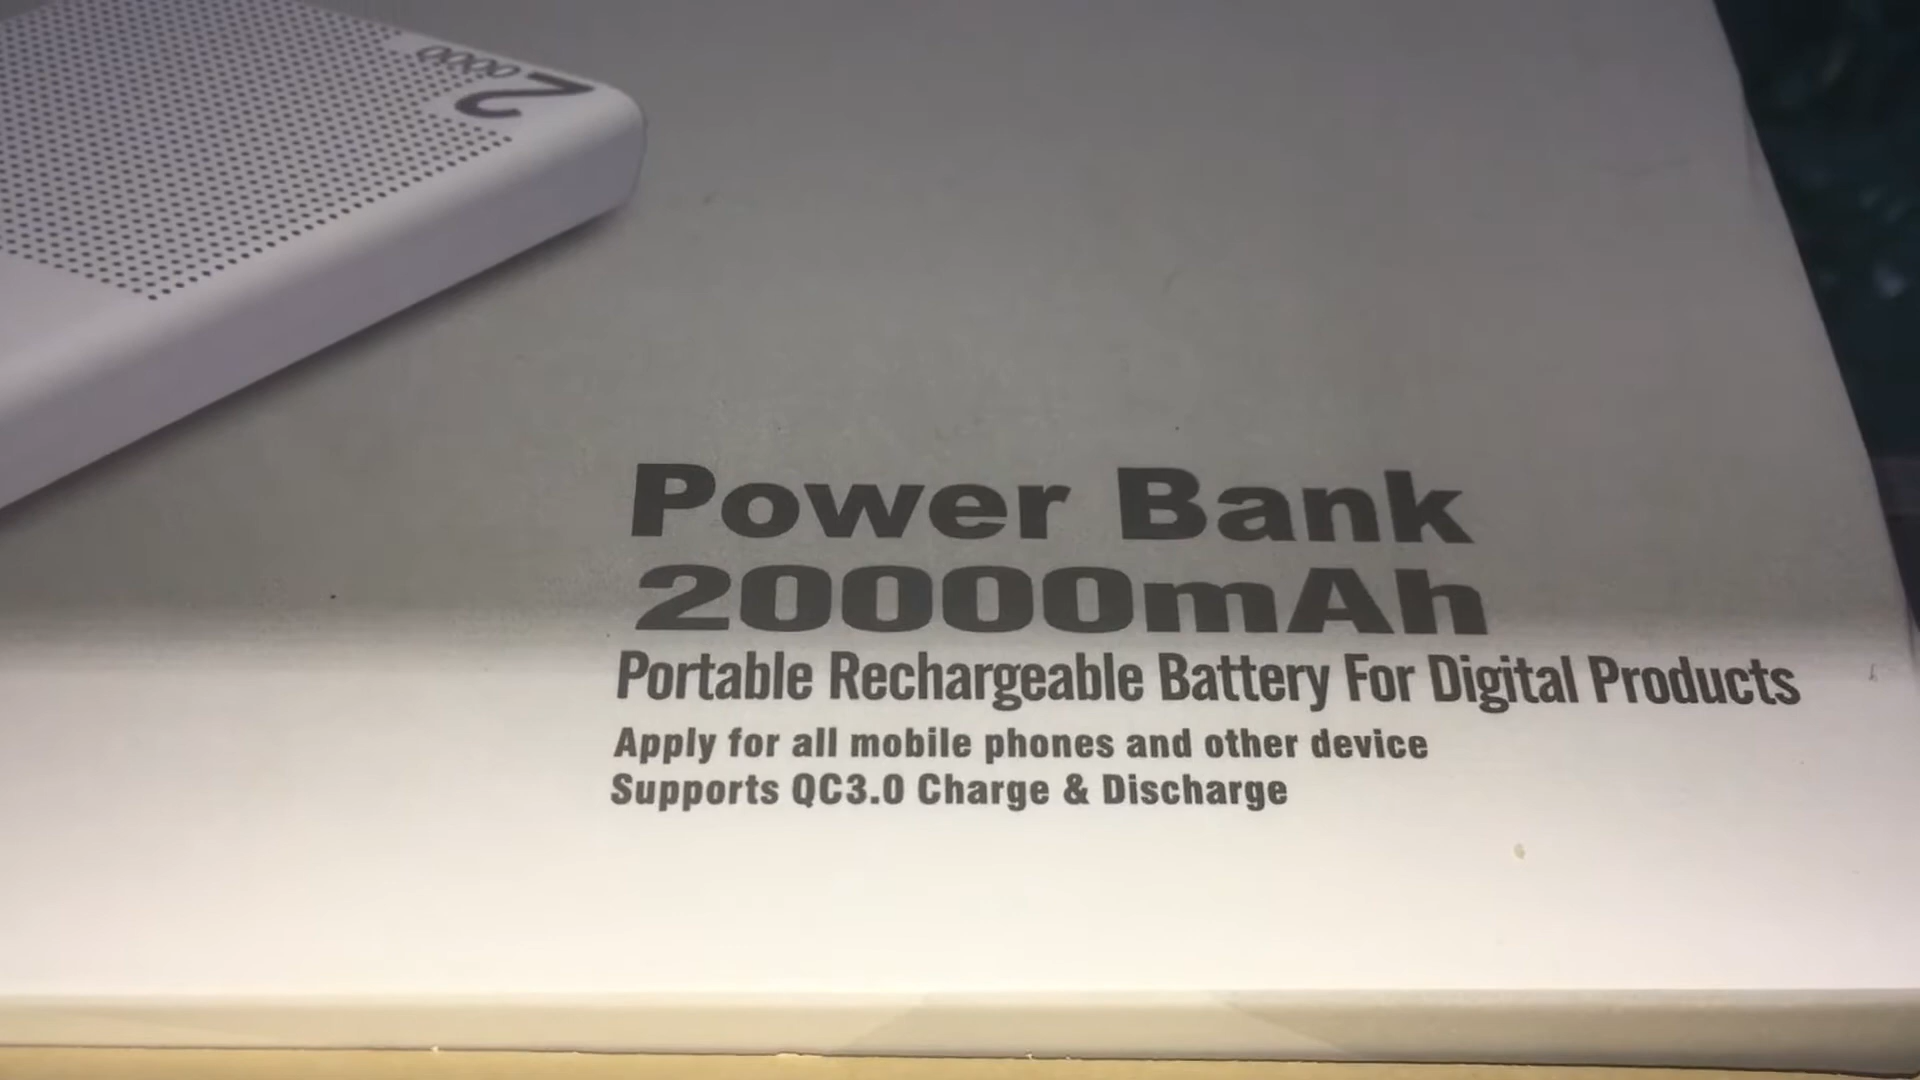 20000
Power Bank
20000mAh
Portable Rechargeable Battery For Digital Products
Apply for all mobile phones and other device
Supports QC3.0 Charge & Discharge